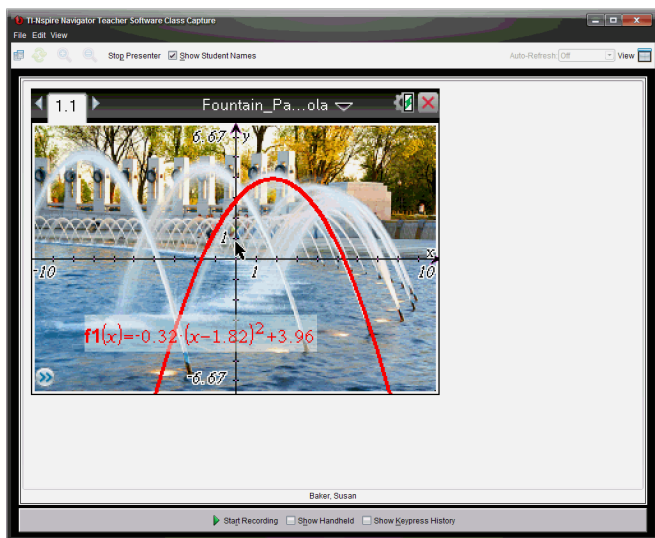 TI-Nspire Navigator Teacher Software Class Capture
File Edit View
Stop Presenter Show Student Names Auto-Refresh: Off View
1.1 Fountain_Pa...ola
6.67 y
1
x
-10 1 10
f1(x)=-0.32·(x-1.82)²+3.96
-6.67
Baker, Susan
Start Recording Show Handheld Show Keypress History